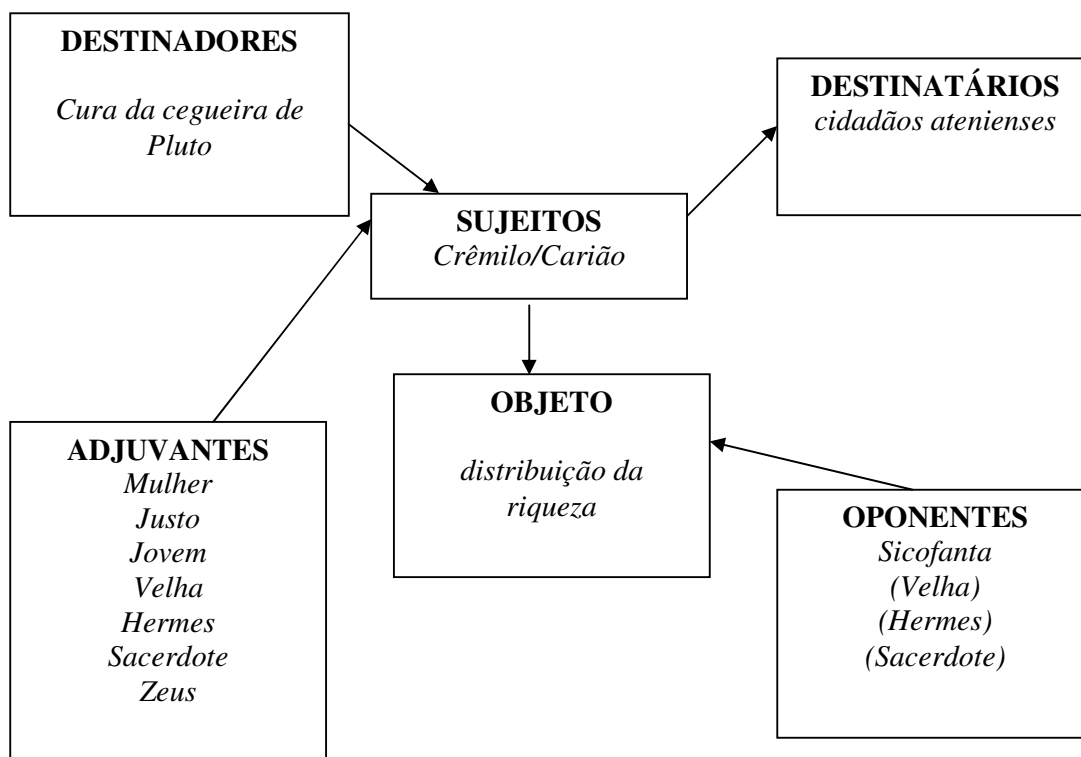 DESTINADORES
Cura da cegueira de
Pluto
DESTINATÁRIOS
cidadãos atenienses
SUJEITOS
Crêmilo/Carião
OBJETO
distribuição da
riqueza
ADJUVANTES
Mulher
Justo
Jovem
Velha
Hermes
Sacerdote
Zeus
OPONENTES
Sicofanta
(Velha)
(Hermes)
(Sacerdote)